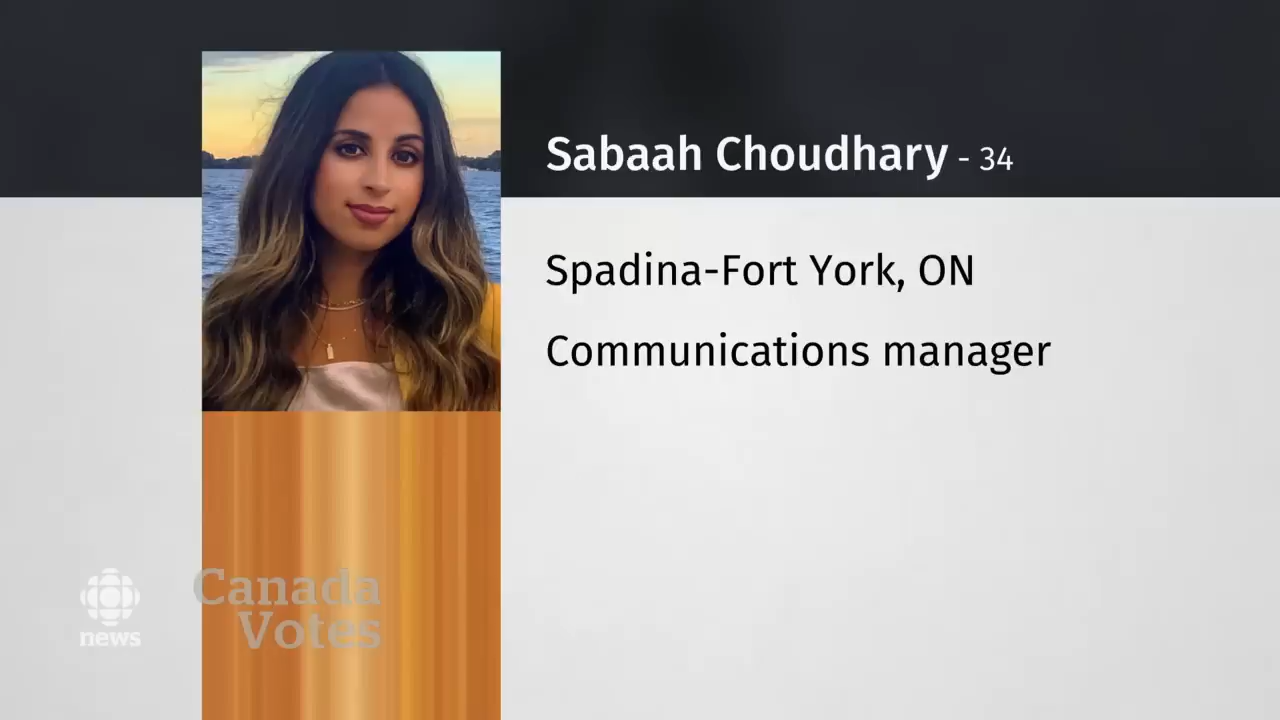 Sabaah Choudhary - 34
Spadina-Fort York, ON
Communications manager
Canada
Votes
news